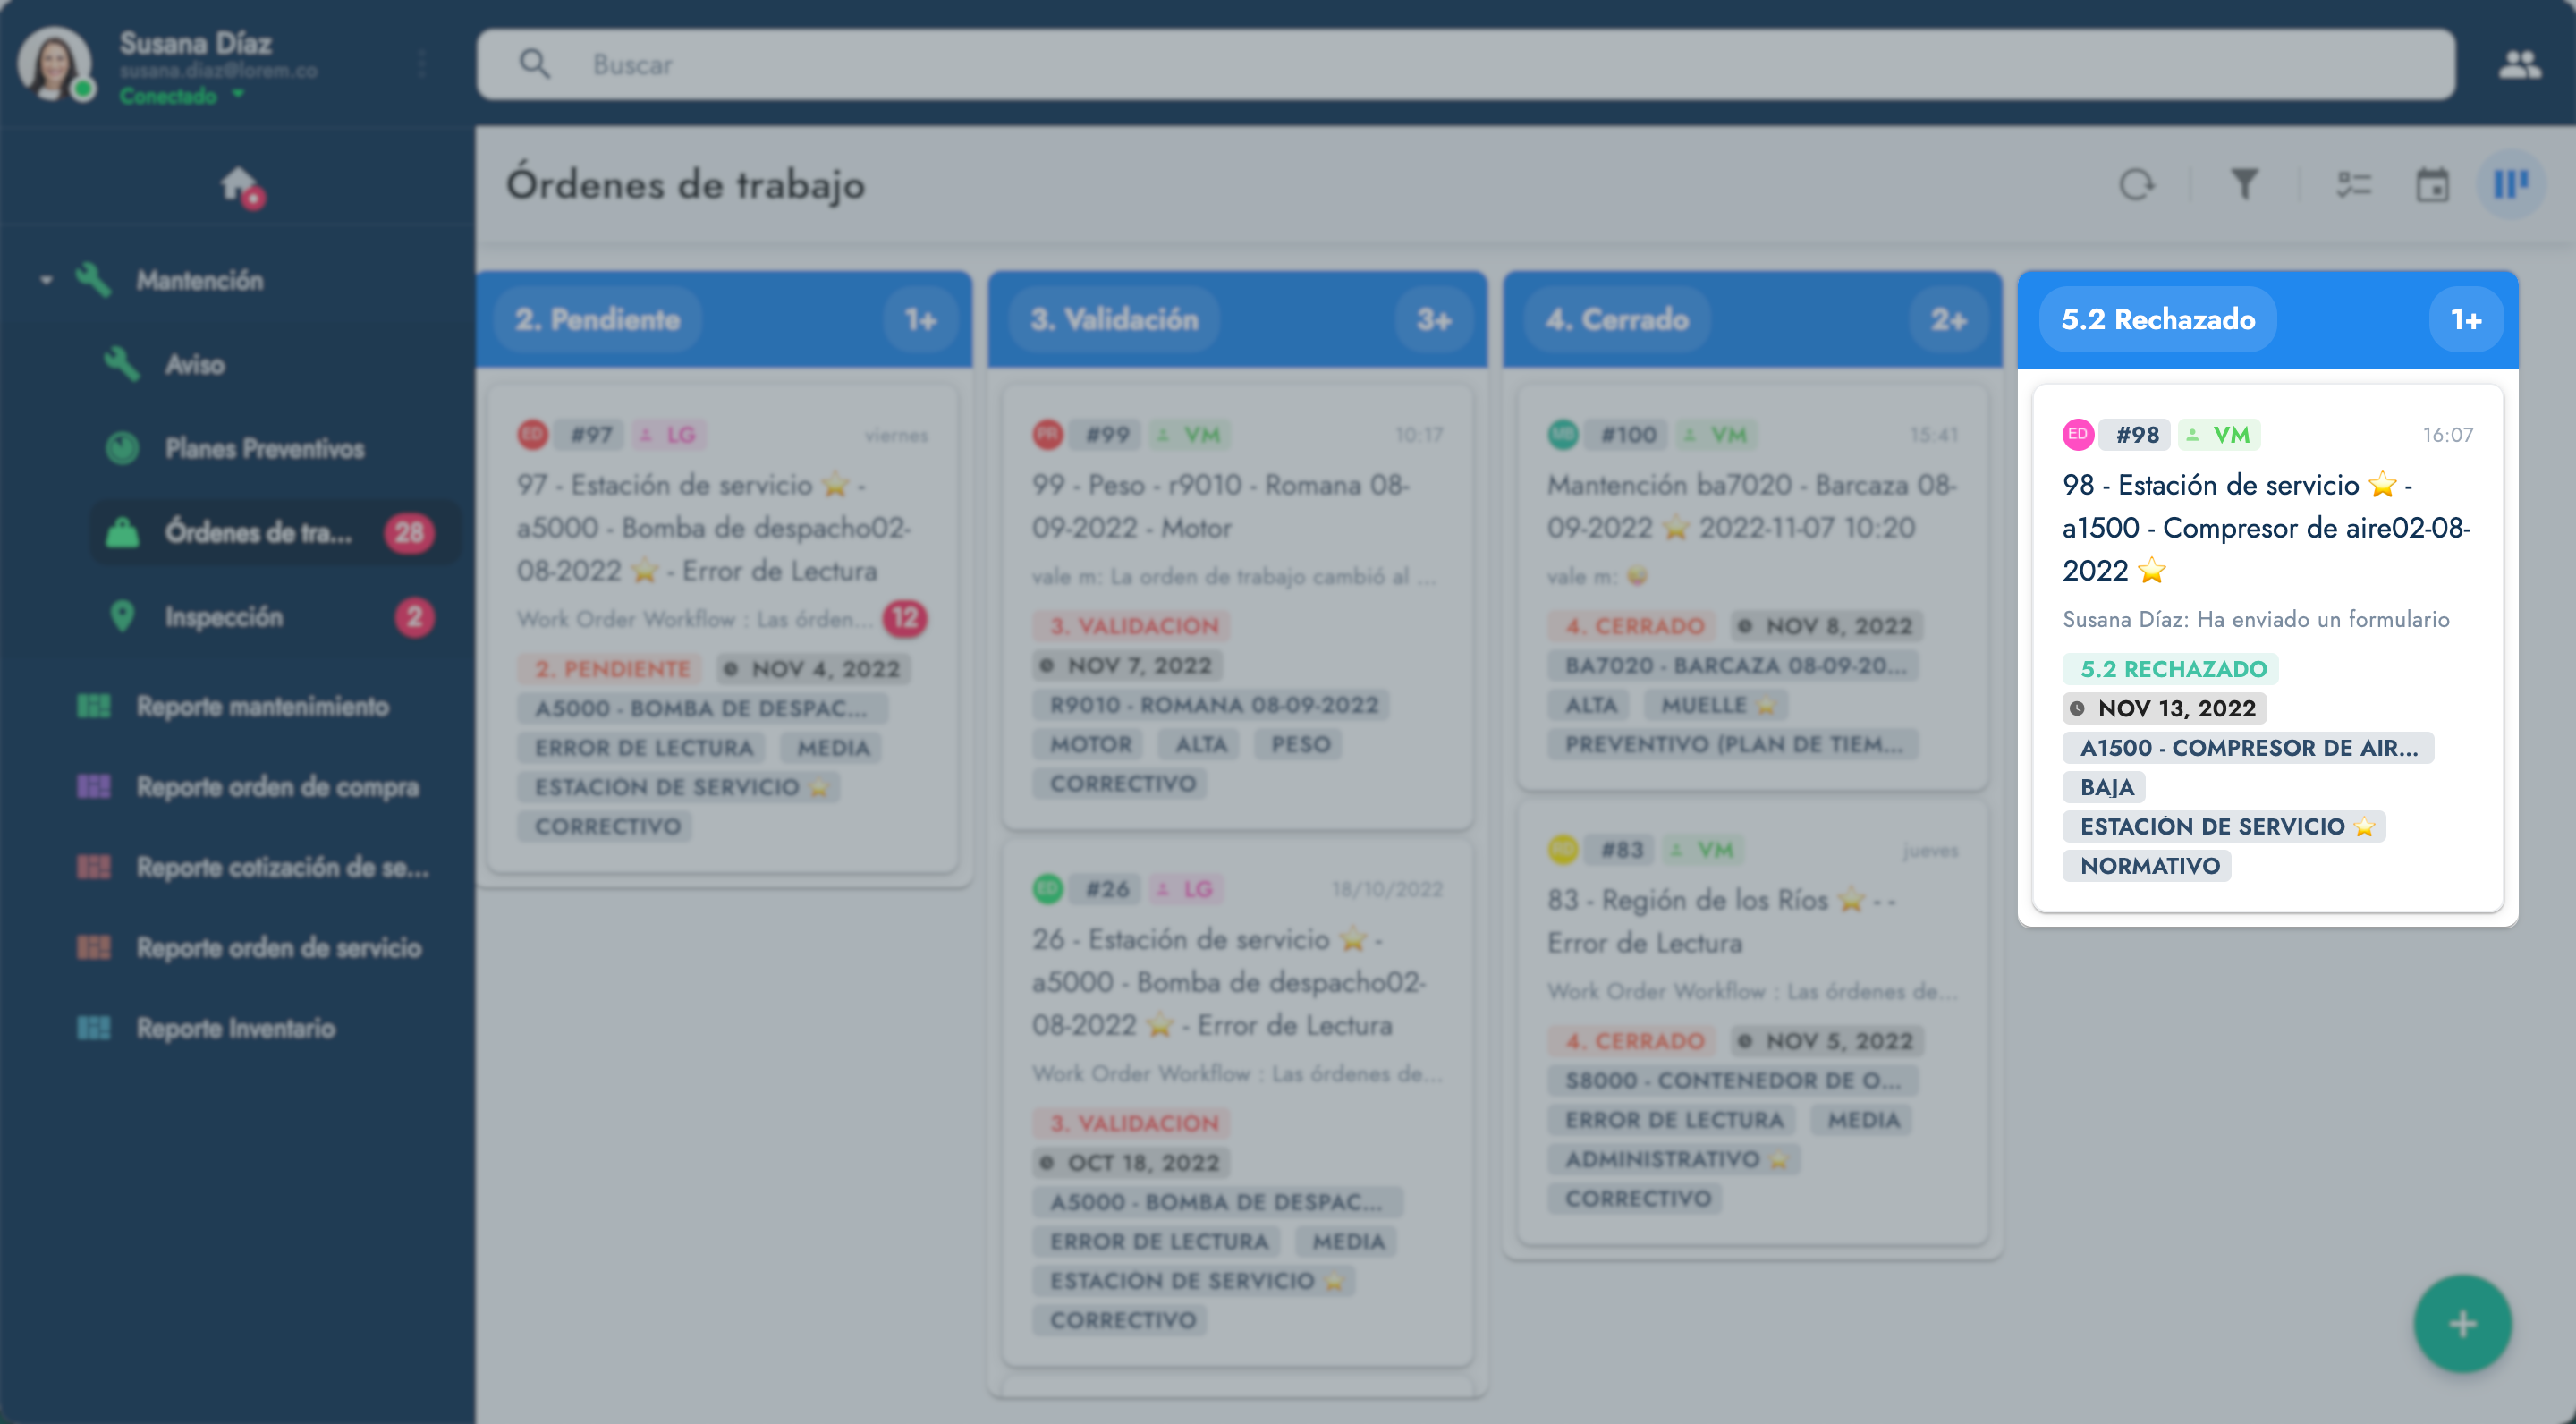 Susana Díaz
susana.diaz@lorem.co
Conectado
Buscar
Mantención
Aviso
Planes Preventivos
Órdenes de tra... 28
Inspección 2
Reporte mantenimiento
Reporte orden de compra
Reporte cotización de se...
Reporte orden de servicio
Reporte Inventario
Órdenes de trabajo
2. Pendiente 1+
ED #97 LG viernes
97 - Estación de servicio ⭐ -
a5000 - Bomba de despacho02-
08-2022 ⭐ - Error de Lectura
Work Order Workflow : Las órden... 12
2. PENDIENTE NOV 4, 2022
A5000 - BOMBA DE DESPAC...
ERROR DE LECTURA MEDIA
ESTACIÓN DE SERVICIO ⭐
CORRECTIVO
3. Validación 3+
PR #99 VM 10:17
99 - Peso - r9010 - Romana 08-
09-2022 - Motor
vale m: La orden de trabajo cambió al ...
3. VALIDACIÓN
NOV 7, 2022
R9010 - ROMANA 08-09-2022
MOTOR ALTA PESO
CORRECTIVO
ED #26 LG 18/10/2022
26 - Estación de servicio ⭐ -
a5000 - Bomba de despacho02-
08-2022 ⭐ - Error de Lectura
Work Order Workflow : Las órdenes de...
3. VALIDACIÓN
OCT 18, 2022
A5000 - BOMBA DE DESPAC...
ERROR DE LECTURA MEDIA
ESTACIÓN DE SERVICIO ⭐
CORRECTIVO
4. Cerrado 2+
#100 VM 15:41
Mantención ba7020 - Barcaza 08-
09-2022 ⭐ 2022-11-07 10:20
vale m:
4. CERRADO NOV 8, 2022
BA7020 - BARCAZA 08-09-20...
ALTA MUELLE ⭐
PREVENTIVO (PLAN DE TIEM...
#83 VM jueves
83 - Región de los Ríos ⭐ - -
Error de Lectura
Work Order Workflow : Las órdenes de...
4. CERRADO NOV 5, 2022
S8000 - CONTENEDOR DE O...
ERROR DE LECTURA MEDIA
ADMINISTRATIVO ⭐
CORRECTIVO
5.2 Rechazado 1+
ED #98 VM 16:07
98 - Estación de servicio ⭐ -
a1500 - Compresor de aire02-08-
2022 ⭐
Susana Díaz: Ha enviado un formulario
5.2 RECHAZADO
NOV 13, 2022
A1500 - COMPRESOR DE AIR...
BAJA
ESTACIÓN DE SERVICIO ⭐
NORMATIVO